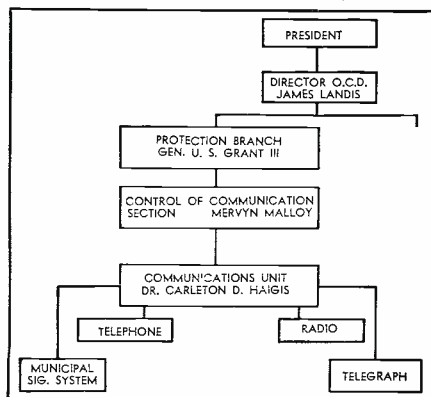 PRESIDENT
DIRECTOR O.C.D.
JAMES LANDIS
PROTECTION BRANCH
GEN. U. S. GRANT III
CONTROL OF COMMUNICATION
SECTION MERVYN MALLOY
COMMUNICATIONS UNIT
DR. CARLETON D. HAIGIS
TELEPHONE
RADIO
MUNICIPAL
SIG. SYSTEM
TELEGRAPH